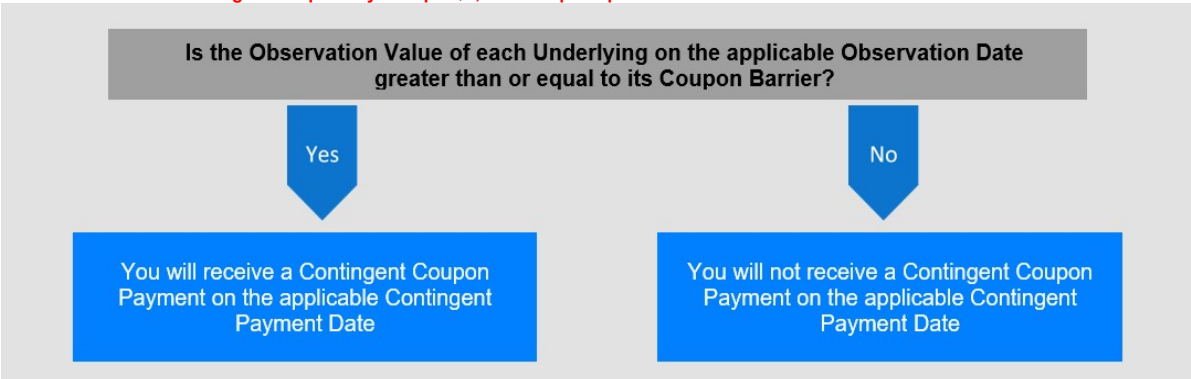 Is the Observation Value of each Underlying on the applicable Observation Date
greater than or equal to its Coupon Barrier?
Yes
No
You will receive a Contingent Coupon
Payment on the applicable Contingent
Payment Date
You will not receive a Contingent Coupon
Payment on the applicable Contingent
Payment Date